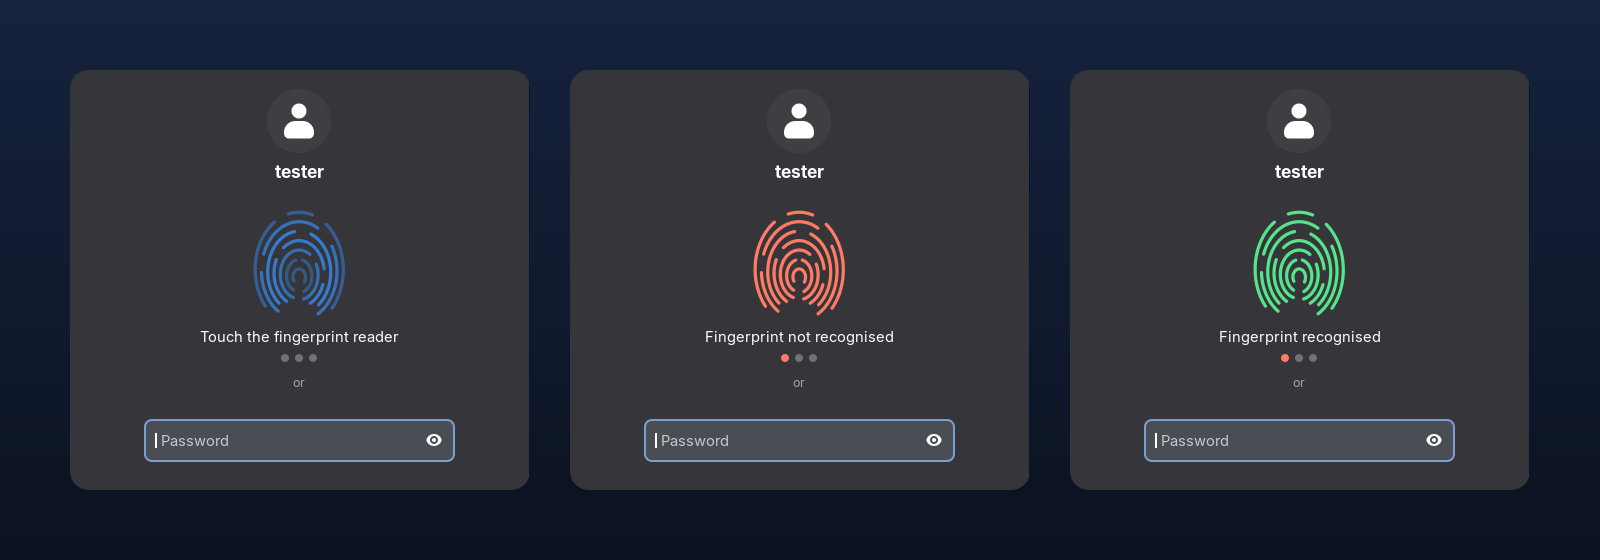 tester
Touch the fingerprint reader
or
Password
tester
Fingerprint not recognised
or
Password
tester
Fingerprint recognised
or
Password